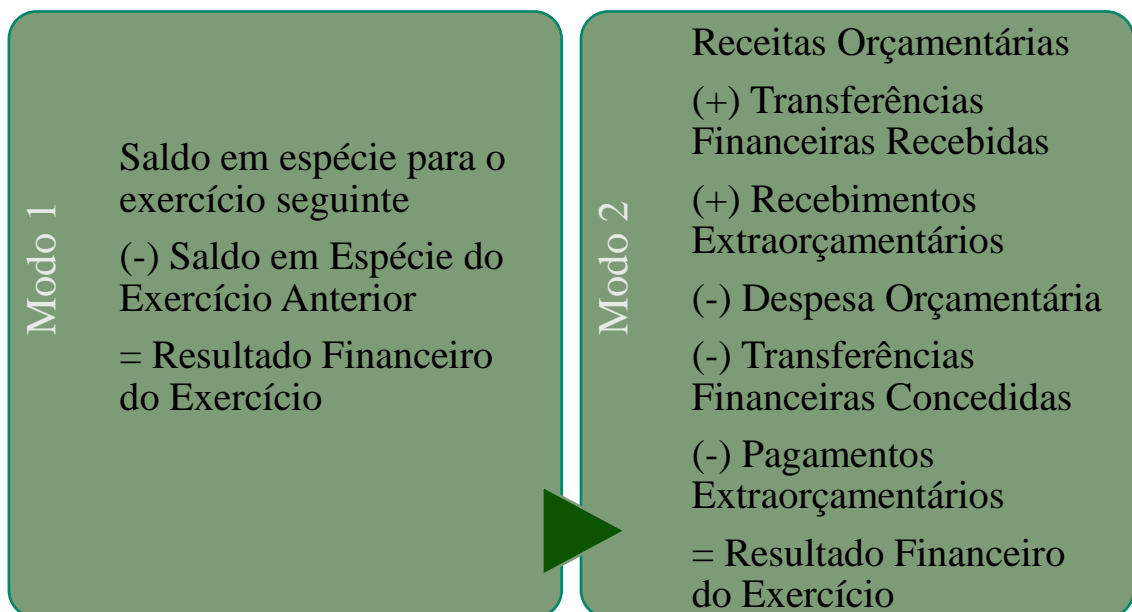 Modo 1
Saldo em espécie para o
exercício seguinte
(-) Saldo em Espécie do
Exercício Anterior
= Resultado Financeiro
do Exercício
Modo 2
Receitas Orçamentárias
(+) Transferências
Financeiras Recebidas
(+) Recebimentos
Extraorçamentários
(-) Despesa Orçamentária
(-) Transferências
Financeiras Concedidas
(-) Pagamentos
Extraorçamentários
= Resultado Financeiro
do Exercício